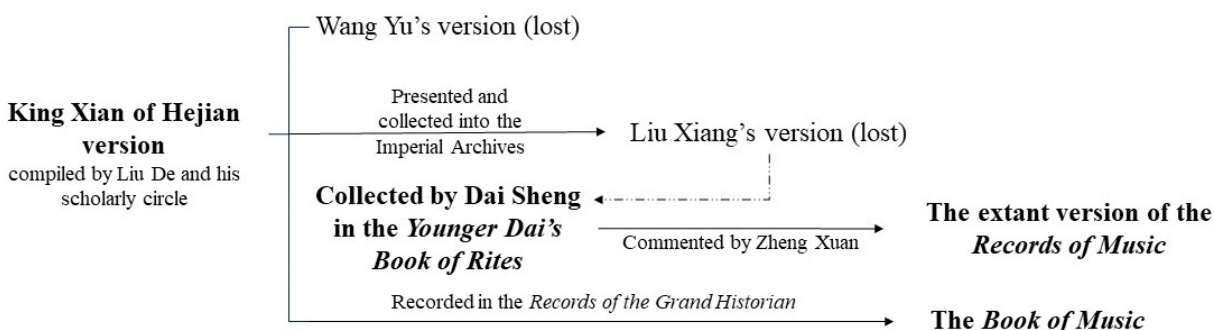 Wang Yu's version (lost)
King Xian of Hejian
version
compiled by Liu De and his
scholarly circle
Presented and
collected into the
Imperial Archives
Liu Xiang's version (lost)
Collected by Dai Sheng
in the Younger Dai's
Book of Rites
Commented by Zheng Xuan
The extant version of the
Records of Music
Recorded in the Records of the Grand Historian
The Book of Music